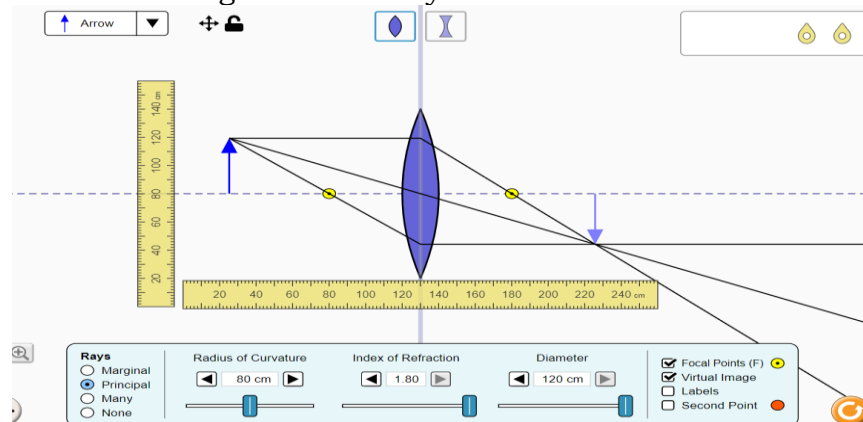 Arrow
140 cm
120
100
80
60
40
20
20 40 60 80 100 120 140 160 180 200 220 240 cm
Rays
Marginal
Principal
Many
None
Radius of Curvature
80 cm
Index of Refraction
1.80
Diameter
120 cm
Focal Points (F)
Virtual Image
Labels
Second Point